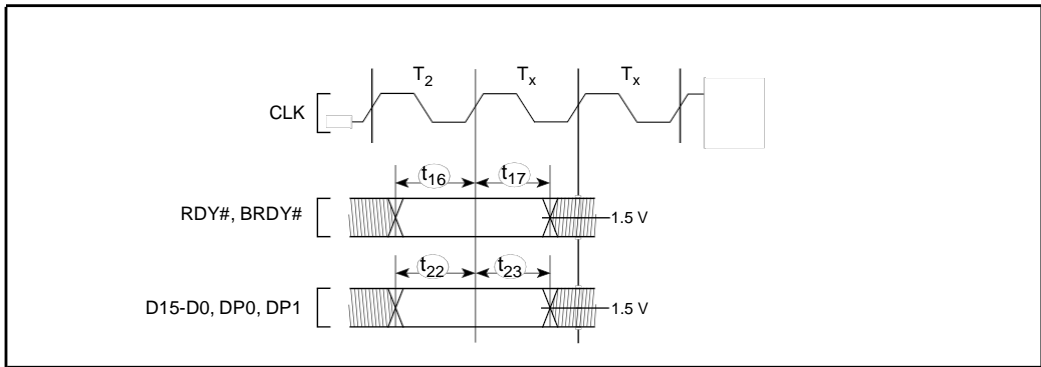 T2 Tx Tx
CLK
t16 t17
RDY#, BRDY#
1.5 V
t22 t23
D15-D0, DP0, DP1
1.5 V